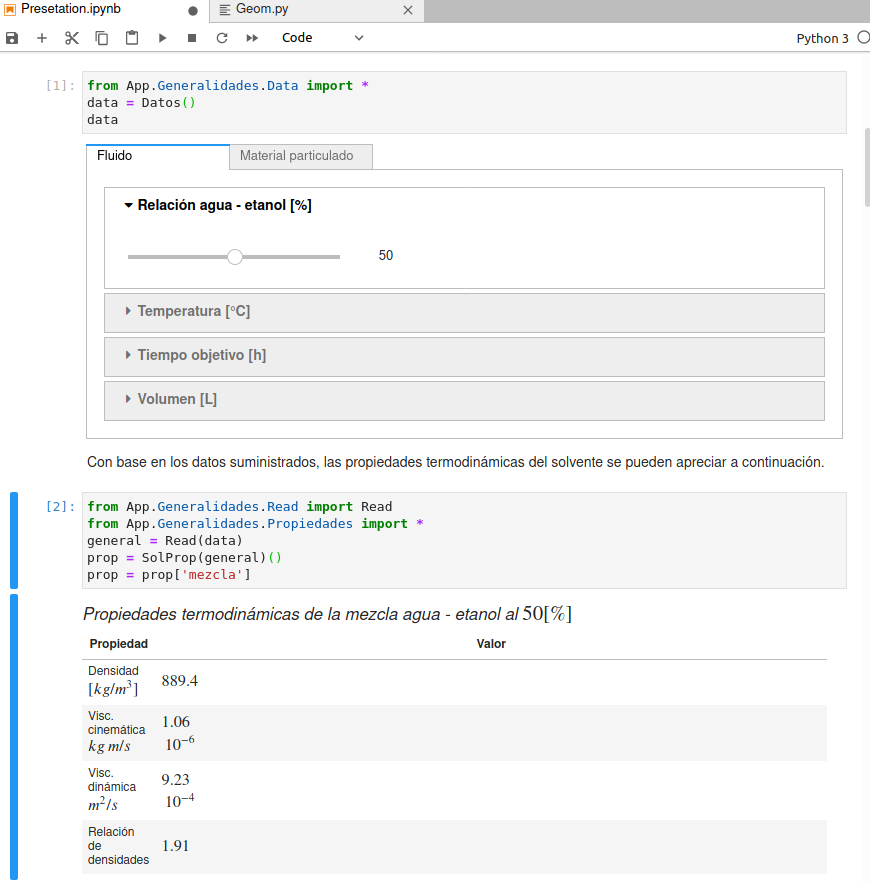 Presetation.ipynb
Geom.py
Code
Python 3
[1]:
from App.Generalidades.Data import *
data = Datos()
data
Fluido
Material particulado
Relación agua - etanol [%]
50
Temperatura [°C]
Tiempo objetivo [h]
Volumen [L]
Con base en los datos suministrados, las propiedades termodinámicas del solvente se pueden apreciar a continuación.
[2]:
from App.Generalidades.Read import Read
from App.Generalidades.Propiedades import *
general = Read(data)
prop = SolProp(general)()
prop = prop['mezcla']
Propiedades termodinámicas de la mezcla agua - etanol al 50[%]
Propiedad Valor
Densidad
[kg/m³]
889.4
Visc.
cinemática
kg m/s
1.06
10⁻⁶
Visc.
dinámica
m²/s
9.23
10⁻⁴
Relación
de
densidades
1.91